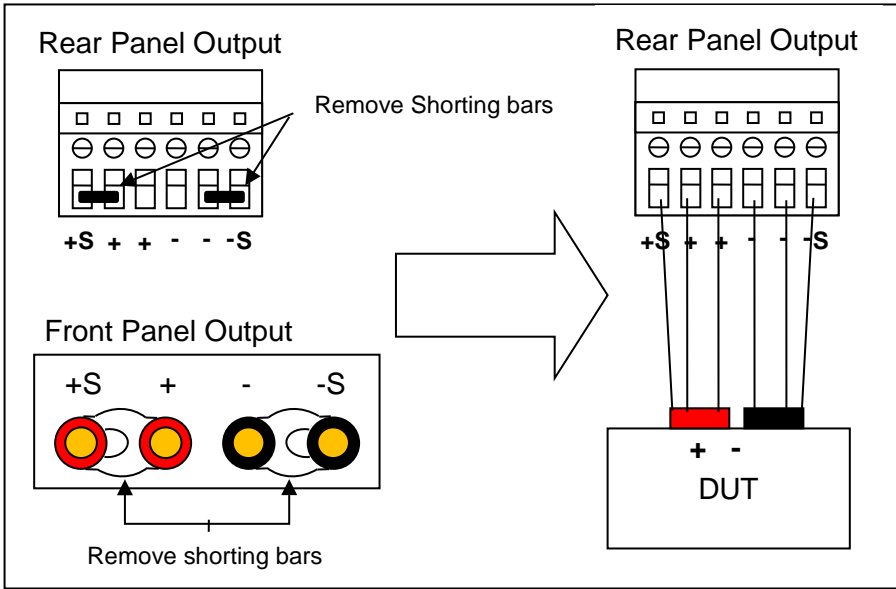 Rear Panel Output
Remove Shorting bars
+S + + - - -S
Front Panel Output
+S + - -S
Remove shorting bars
Rear Panel Output
+S + + - - -S
+ -
DUT